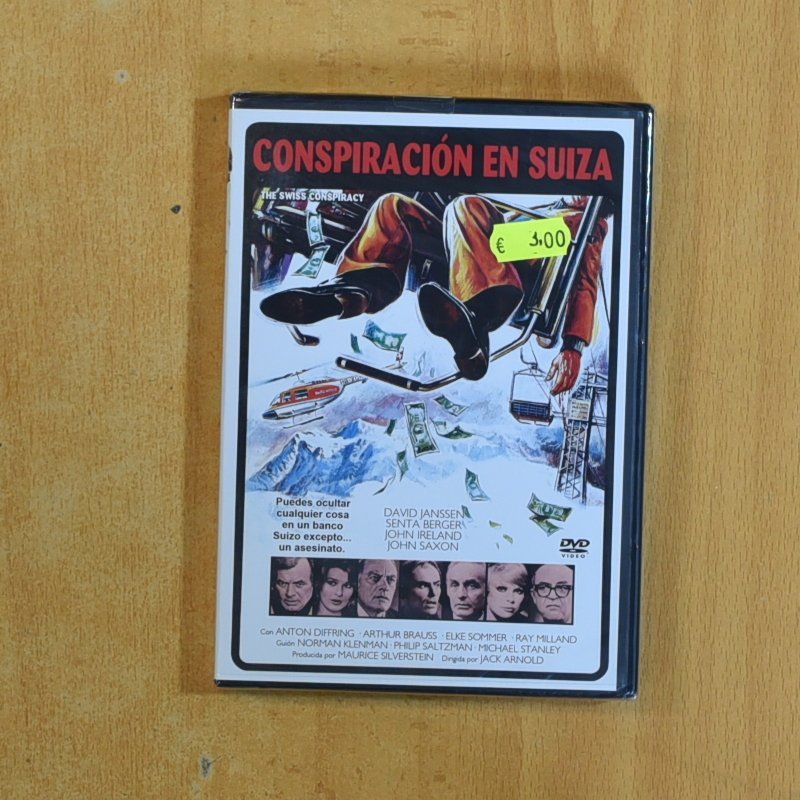 CONSPIRACIÓN EN SUIZA
THE SWISS CONSPIRACY
€ 3,00
Puedes ocultar
cualquier cosa
en un banco
Suizo excepto...
un asesinato.
DAVID JANSSEN
SENTA BERGER
JOHN IRELAND
JOHN SAXON
DVD
VIDEO
Con ANTON DIFFRING · ARTHUR BRAUSS · ELKE SOMMER · RAY MILLAND
Guión NORMAN KLENMAN · PHILIP SALTZMAN · MICHAEL STANLEY
Producida por MAURICE SILVERSTEIN Dirigida por JACK ARNOLD